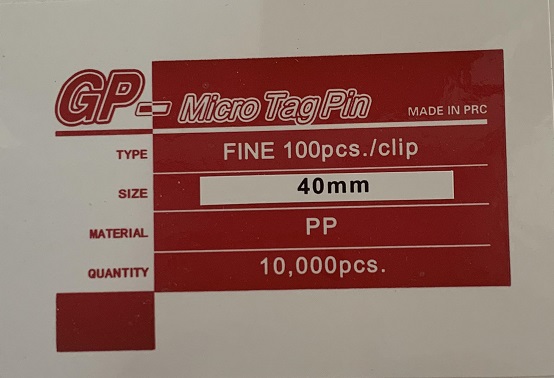 GP- Micro Tag Pin MADE IN PRC
TYPE FINE 100pcs./clip
SIZE 40mm
MATERIAL PP
QUANTITY 10,000pcs.